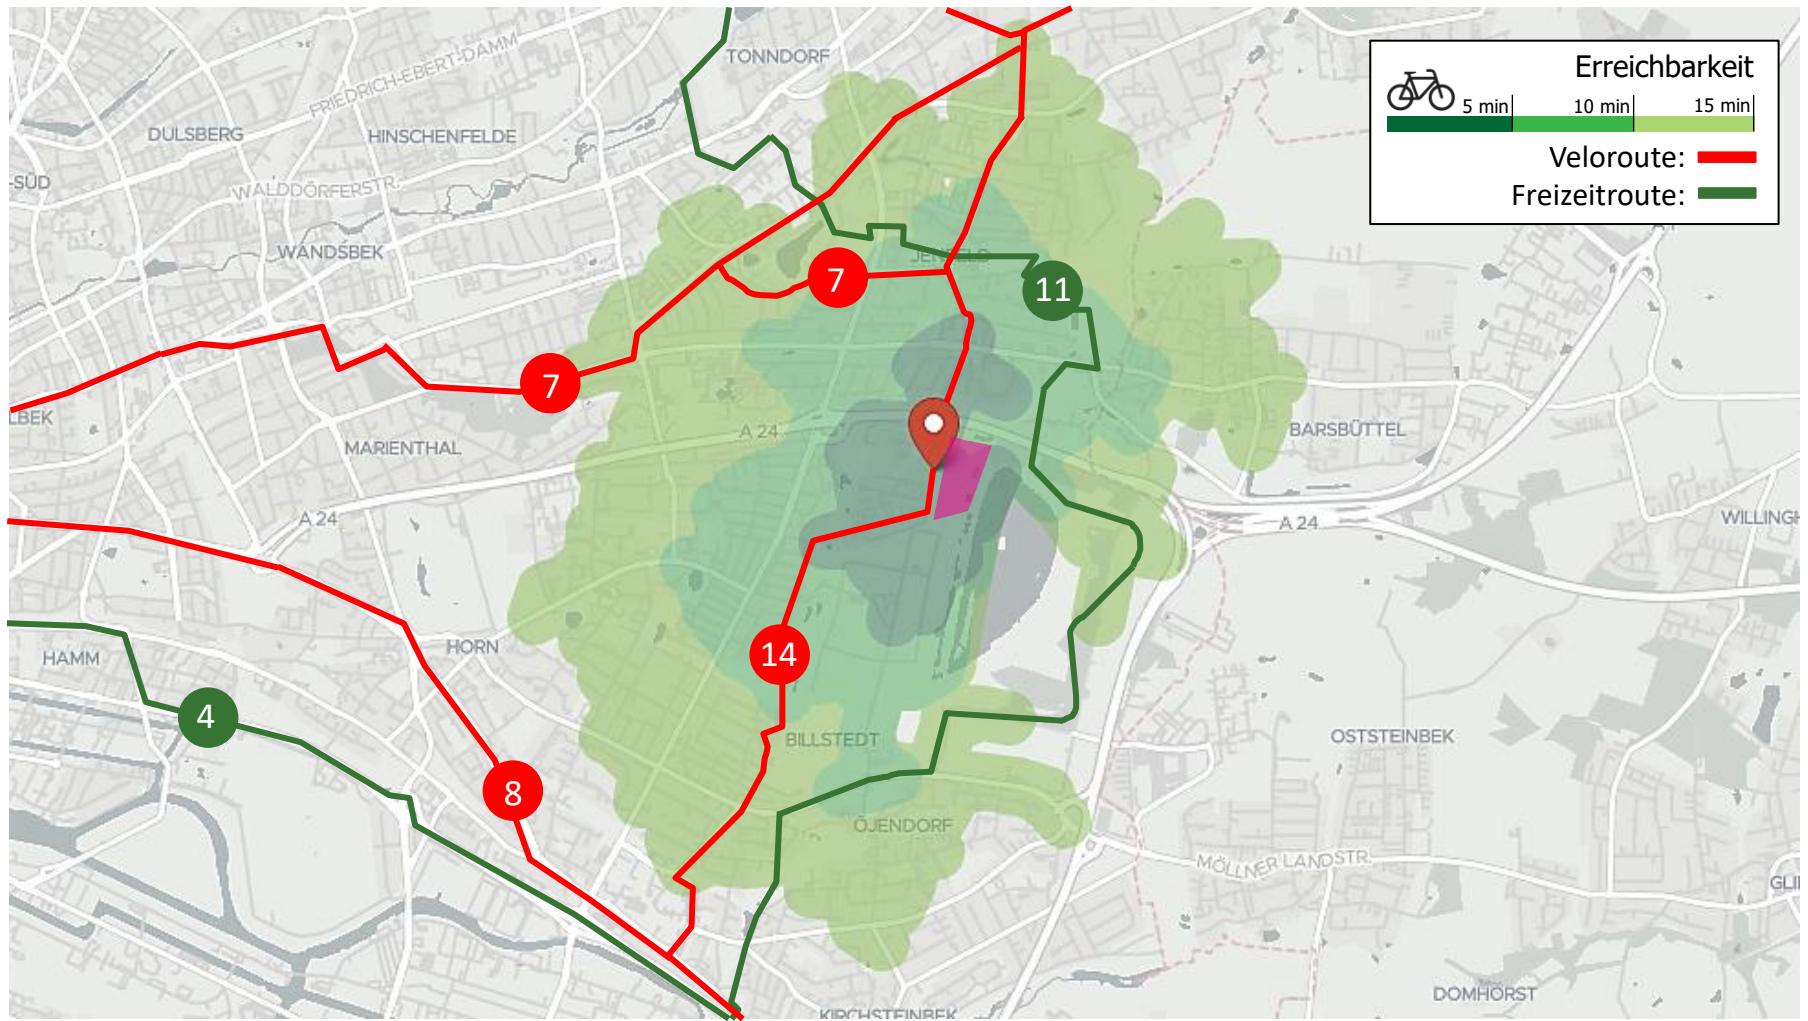 TONNDORF
FRIEDRICH-EBERT-DAMM
DULSBERG
HINSCHENFELDE
-SÜD
WALDDÖRFERSTR.
WANDSBEK
JENFELD
Erreichbarkeit
5 min 10 min 15 min
Veloroute:
Freizeitroute:
7
11
7
LBEK
MARIENTHAL
A 24
BARSBÜTTEL
A 24
A 24
WILLINGH
HORN
HAMM
14
4
BILLSTEDT
OSTSTEINBEK
8
ÖJENDORF
MÖLLNER LANDSTR.
GLI
DOMHORST
KIRCHSTEINBEK